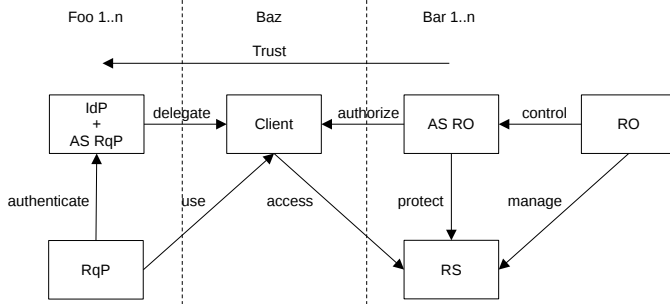 Foo 1..n
Baz
Bar 1..n
Trust
IdP
+
AS RqP
delegate
Client
authorize
AS RO
control
RO
authenticate
use
access
protect
manage
RqP
RS